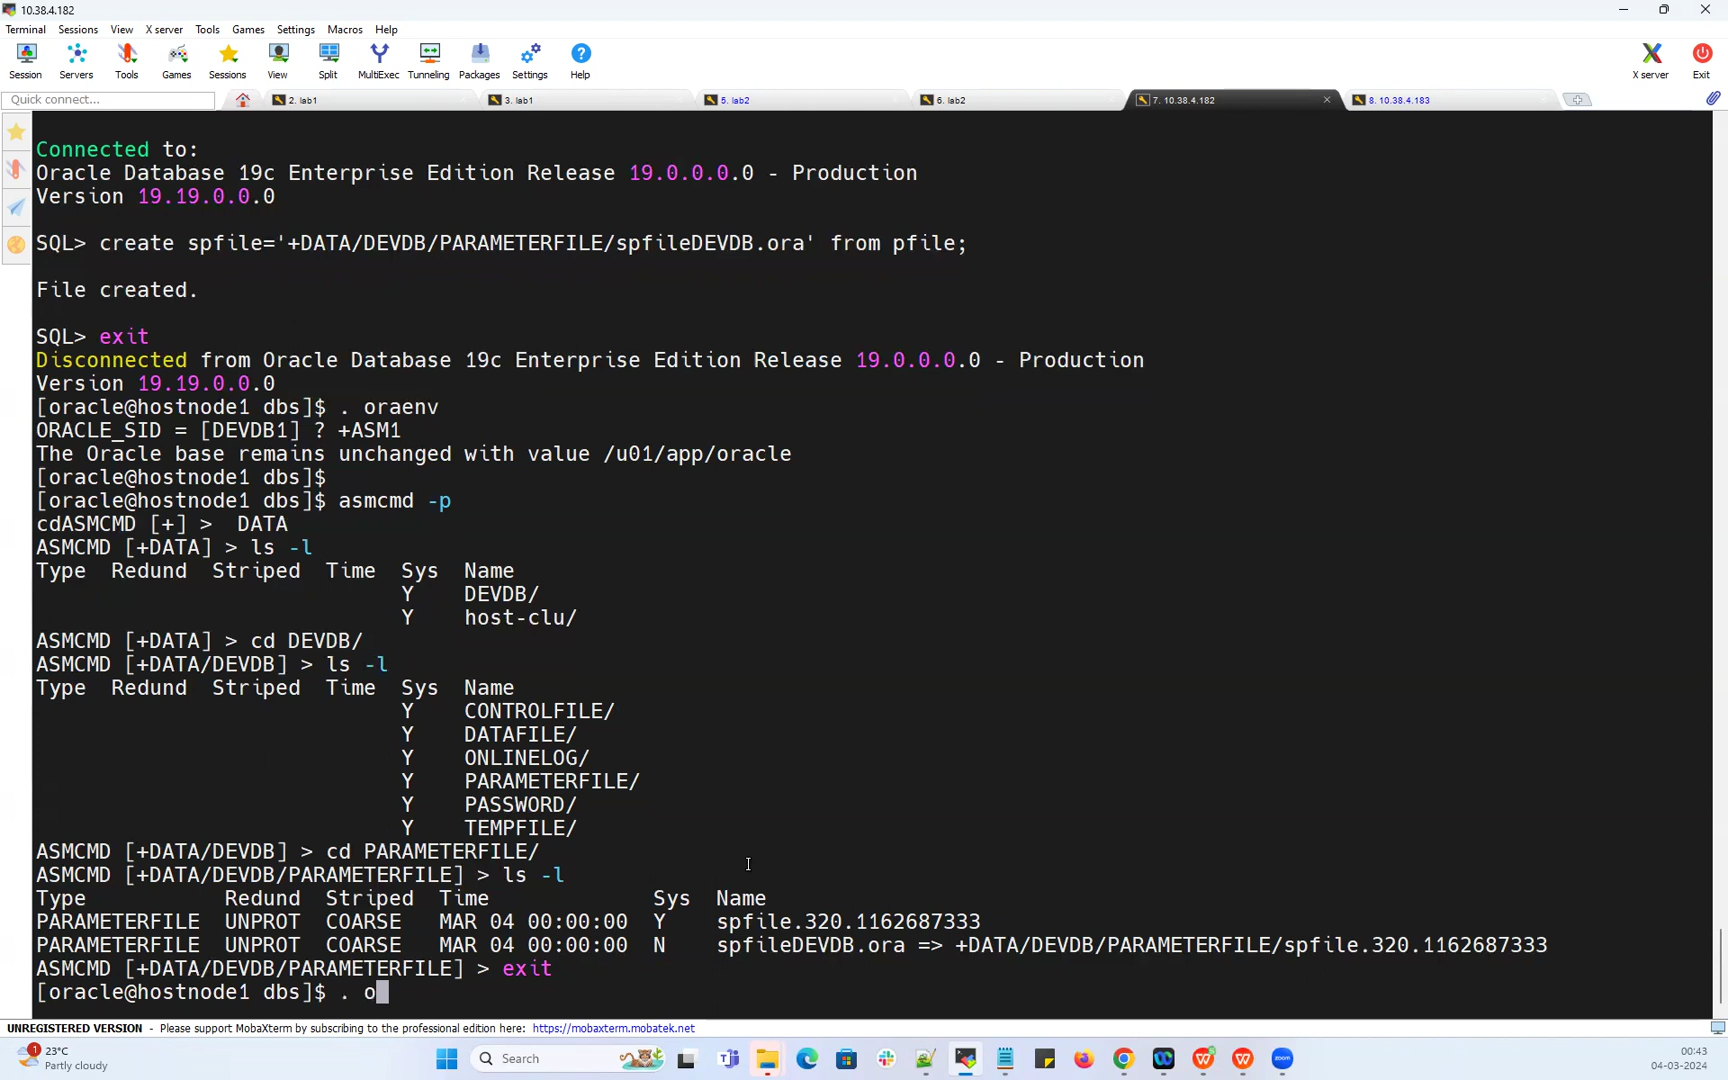 10.38.4.182
Terminal Sessions View X server Tools Games Settings Macros Help
Session Servers Tools Games Sessions View Split MultiExec Tunneling Packages Settings Help X server Exit
Quick connect... 2. lab1 3. lab1 5. lab2 6. lab2 7. 10.38.4.182 8. 10.38.4.183
Connected to:
Oracle Database 19c Enterprise Edition Release 19.0.0.0.0 - Production
Version 19.19.0.0.0
SQL> create spfile='+DATA/DEVDB/PARAMETERFILE/spfileDEVDB.ora' from pfile;
File created.
SQL> exit
Disconnected from Oracle Database 19c Enterprise Edition Release 19.0.0.0.0 - Production
Version 19.19.0.0.0
[oracle@hostnode1 dbs]$ . oraenv
ORACLE_SID = [DEVDB1] ? +ASM1
The Oracle base remains unchanged with value /u01/app/oracle
[oracle@hostnode1 dbs]$
[oracle@hostnode1 dbs]$ asmcmd -p
cdASMCMD [+] >  DATA
ASMCMD [+DATA] > ls -l
Type  Redund  Striped  Time  Sys  Name
Y    DEVDB/
Y    host-clu/
ASMCMD [+DATA] > cd DEVDB/
ASMCMD [+DATA/DEVDB] > ls -l
Type  Redund  Striped  Time  Sys  Name
Y    CONTROLFILE/
Y    DATAFILE/
Y    ONLINELOG/
Y    PARAMETERFILE/
Y    PASSWORD/
Y    TEMPFILE/
ASMCMD [+DATA/DEVDB] > cd PARAMETERFILE/
ASMCMD [+DATA/DEVDB/PARAMETERFILE] > ls -l
Type           Redund  Striped  Time             Sys  Name
PARAMETERFILE  UNPROT  COARSE   MAR 04 00:00:00  Y    spfile.320.1162687333
PARAMETERFILE  UNPROT  COARSE   MAR 04 00:00:00  N    spfileDEVDB.ora => +DATA/DEVDB/PARAMETERFILE/spfile.320.1162687333
ASMCMD [+DATA/DEVDB/PARAMETERFILE] > exit
[oracle@hostnode1 dbs]$ . o
UNREGISTERED VERSION - Please support MobaXterm by subscribing to the professional edition here: https://mobaxterm.mobatek.net
1 23°C
Partly cloudy
Search
zoom
00:43
04-03-2024